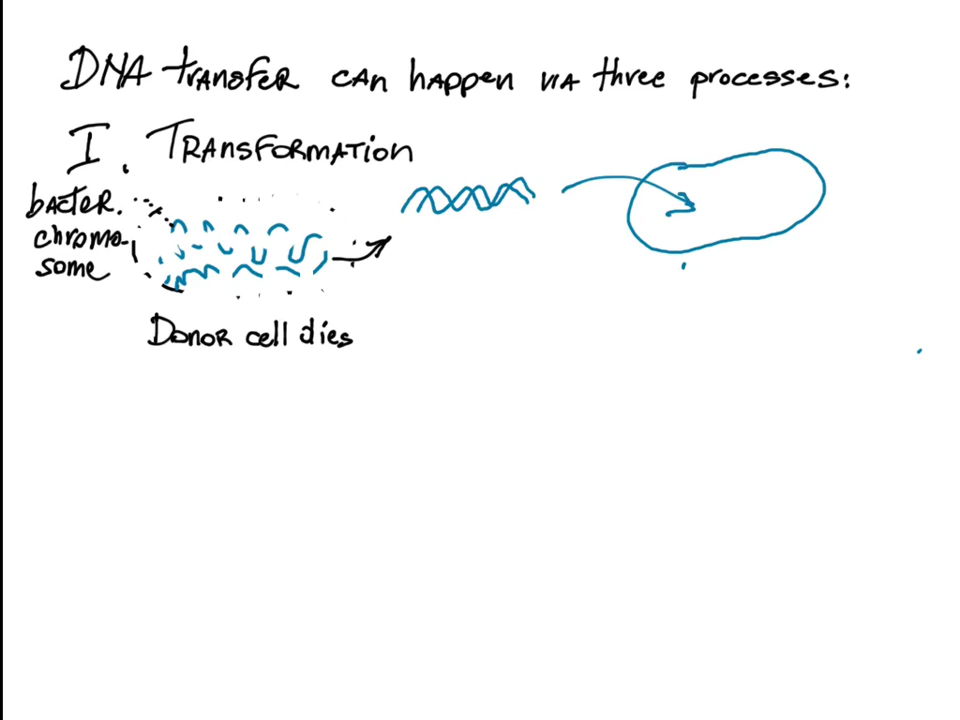 DNA transfer can happen via three processes:
I. Transformation
bacter.
chromo-
some
Donor cell dies